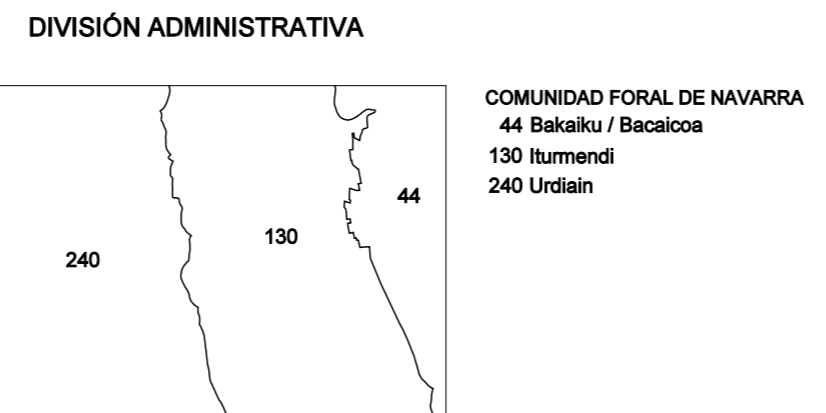 DIVISIÓN ADMINISTRATIVA
COMUNIDAD FORAL DE NAVARRA
44 Bakaiku / Bacaicoa
130 Iturmendi
240 Urdiain
44
130
240